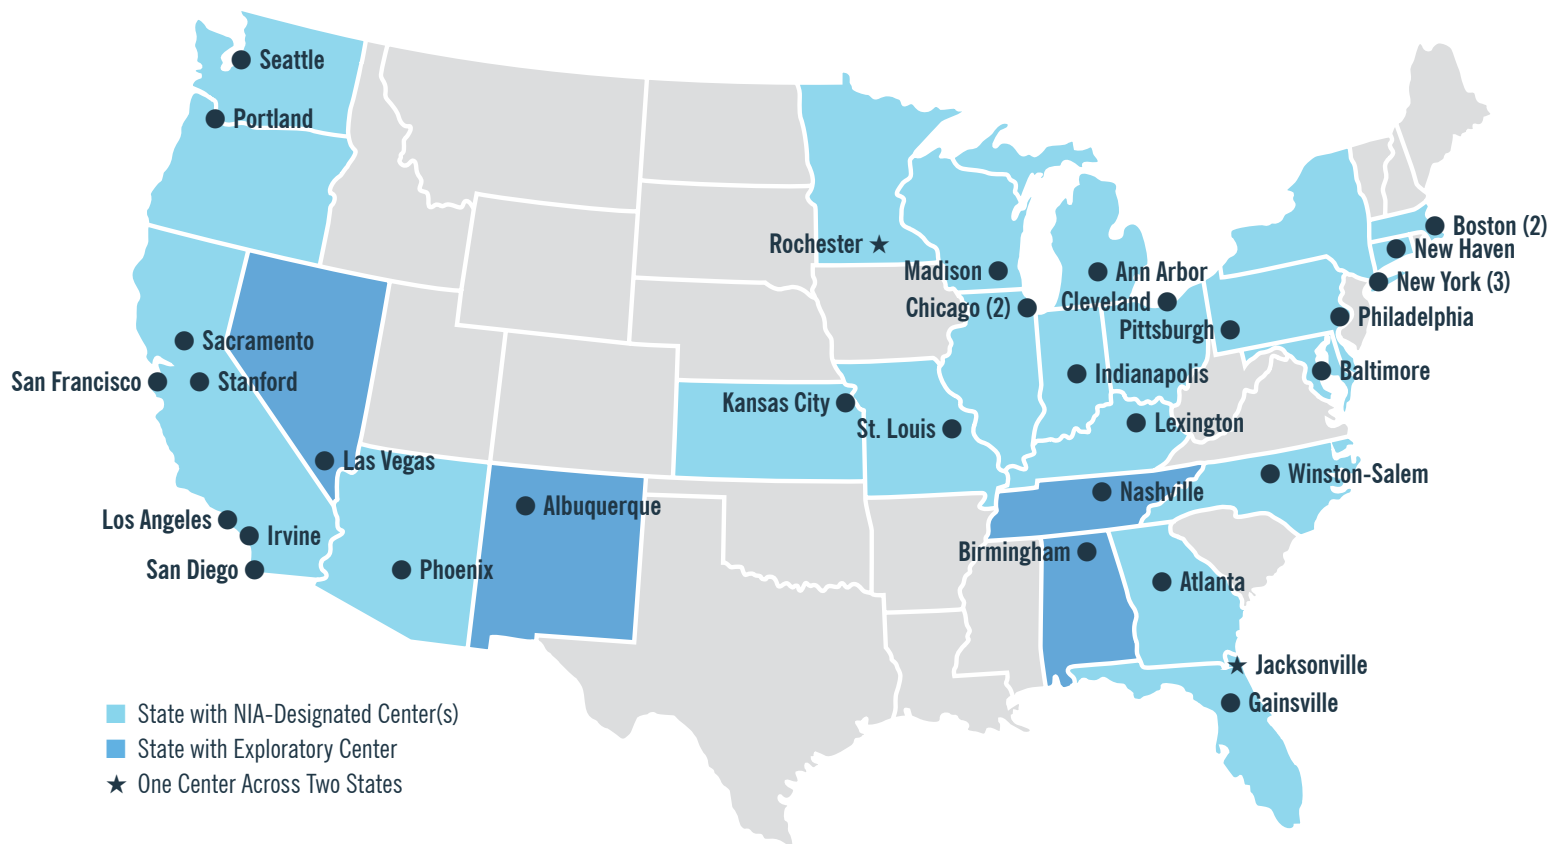 Seattle
Portland
Boston (2)
Rochester ★
New Haven
Madison
Ann Arbor
New York (3)
Chicago (2)
Cleveland
Philadelphia
Pittsburgh
Sacramento
Baltimore
Indianapolis
San Francisco
Stanford
Kansas City
Lexington
St. Louis
Las Vegas
Winston-Salem
Nashville
Albuquerque
Los Angeles
Irvine
Birmingham
San Diego
Phoenix
Atlanta
★ Jacksonville
Gainsville
State with NIA-Designated Center(s)
State with Exploratory Center
★ One Center Across Two States